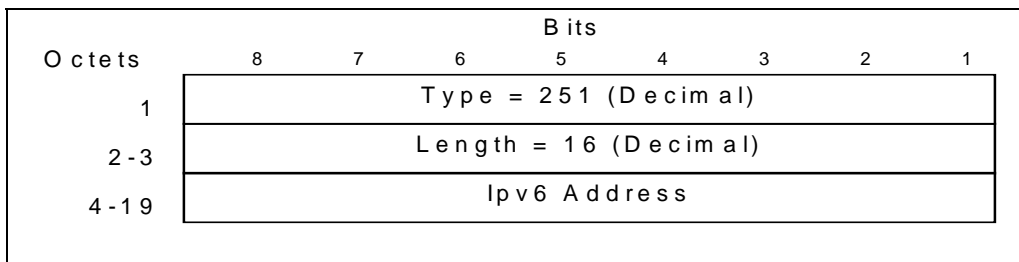 Bits
Octets 8 7 6 5 4 3 2 1
1 Type = 251 (Decimal)
2-3 Length = 16 (Decimal)
4-19 Ipv6 Address